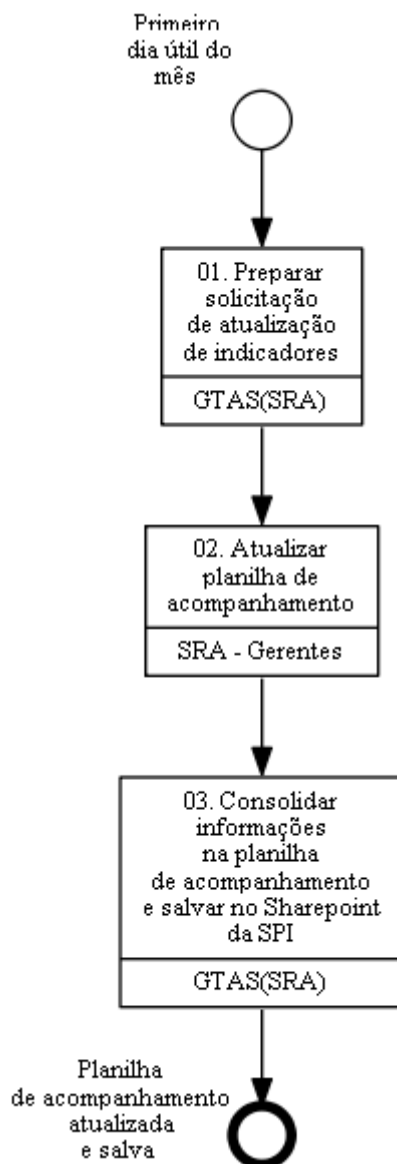 Primeiro
dia útil do
mês
01. Preparar
solicitação
de atualização
de indicadores
GTAS(SRA)
02. Atualizar
planilha de
acompanhamento
SRA - Gerentes
03. Consolidar
informações
na planilha
de acompanhamento
e salvar no Sharepoint
da SPI
GTAS(SRA)
Planilha
de acompanhamento
atualizada
e salva